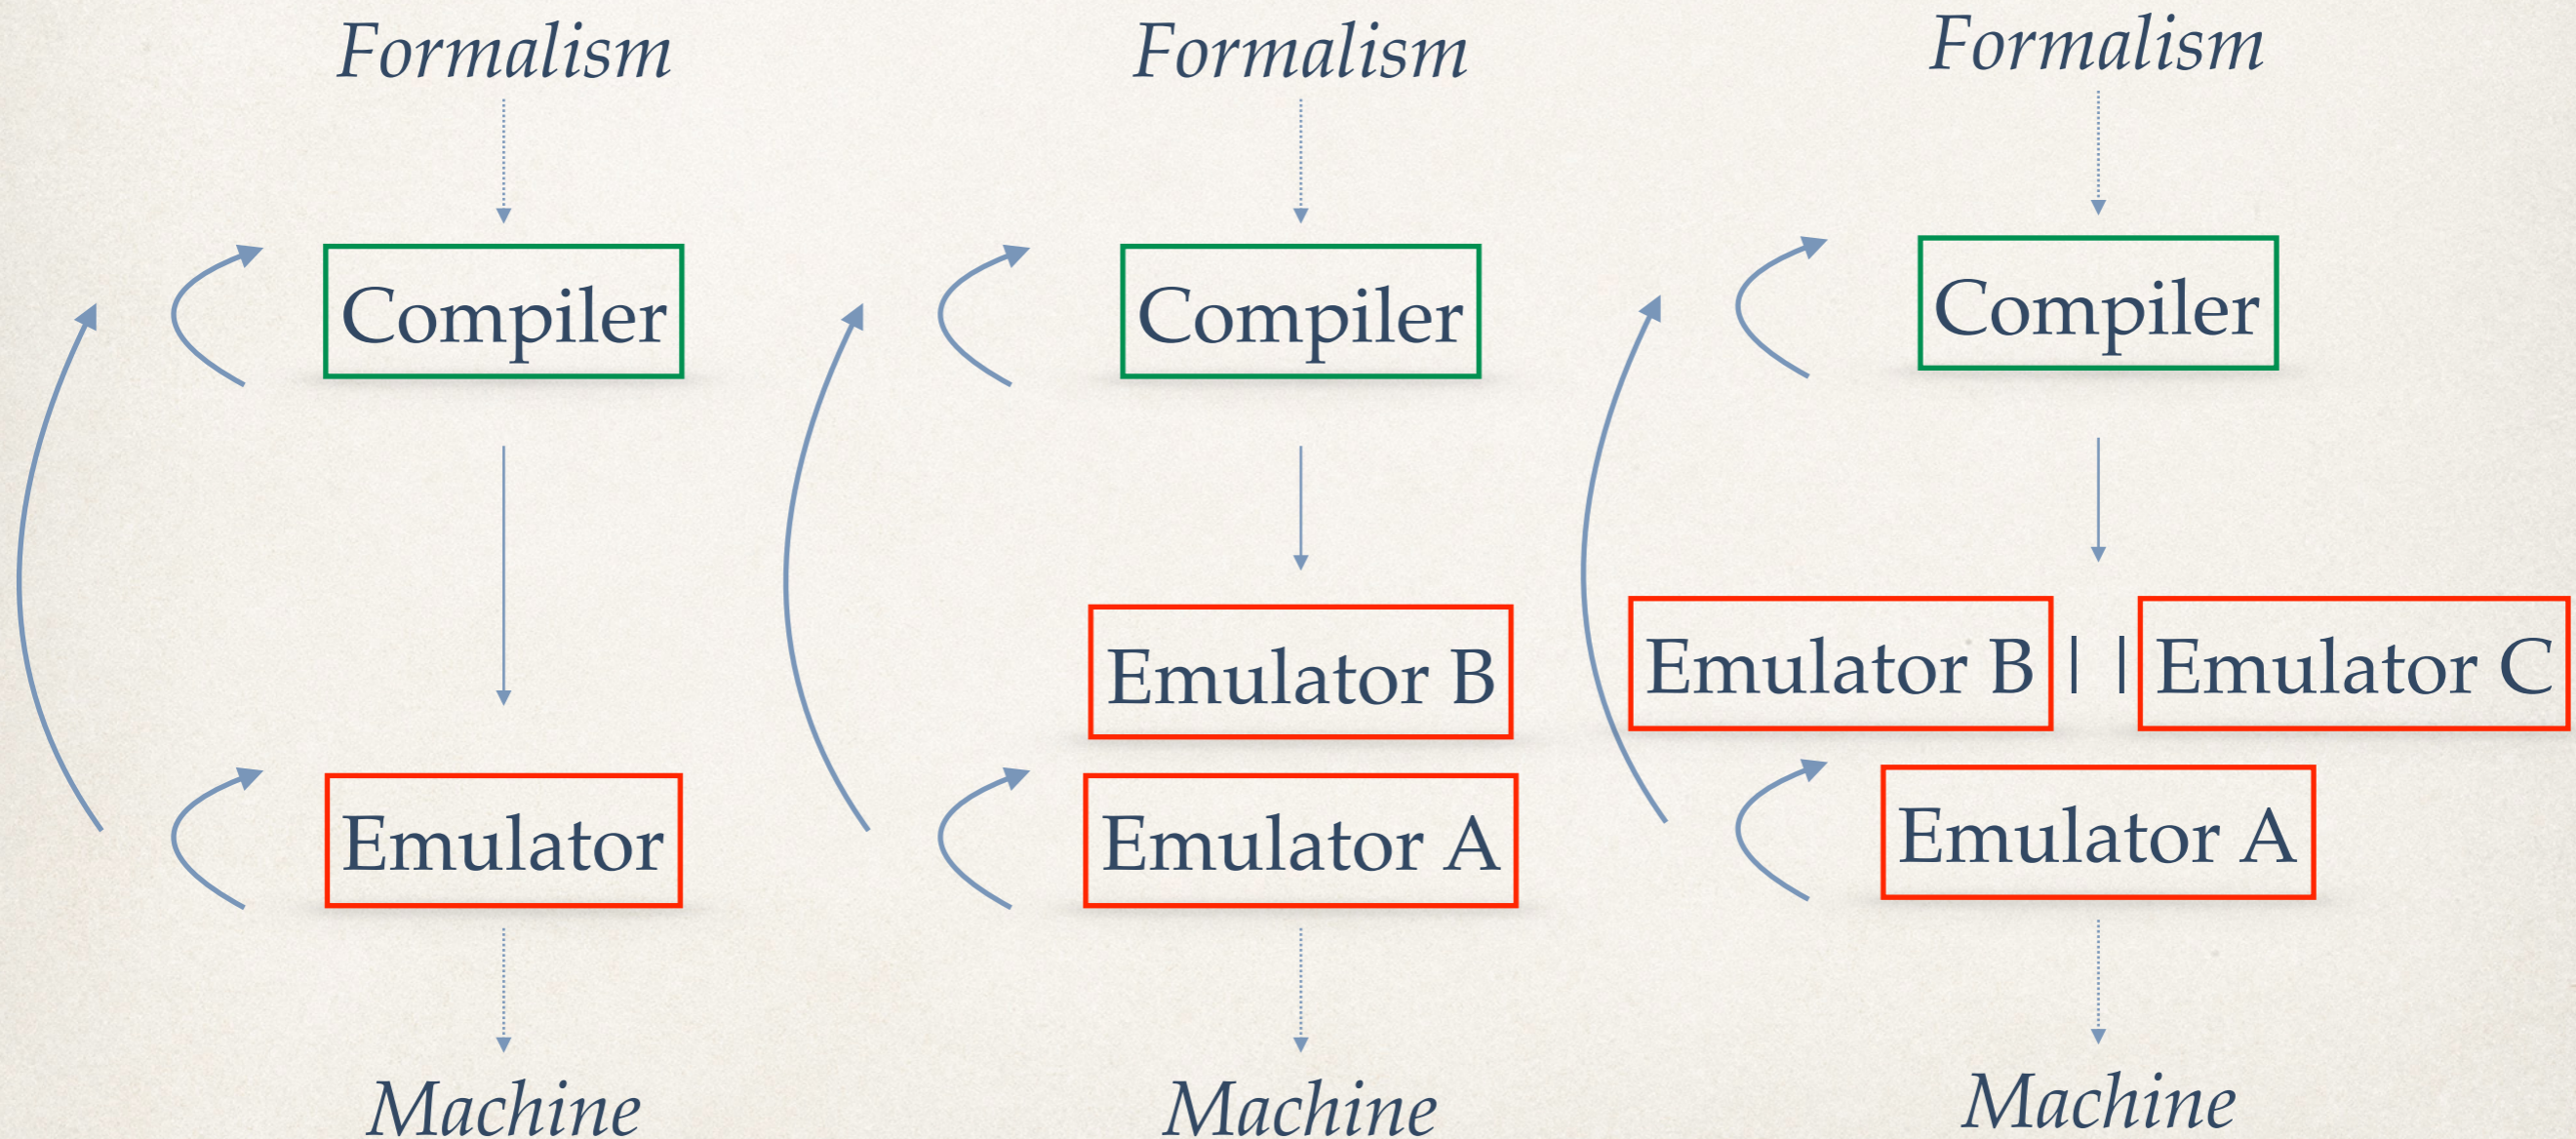 Formalism
Compiler
Emulator
Machine
Formalism
Compiler
Emulator B
Emulator A
Machine
Formalism
Compiler
Emulator B || Emulator C
Emulator A
Machine